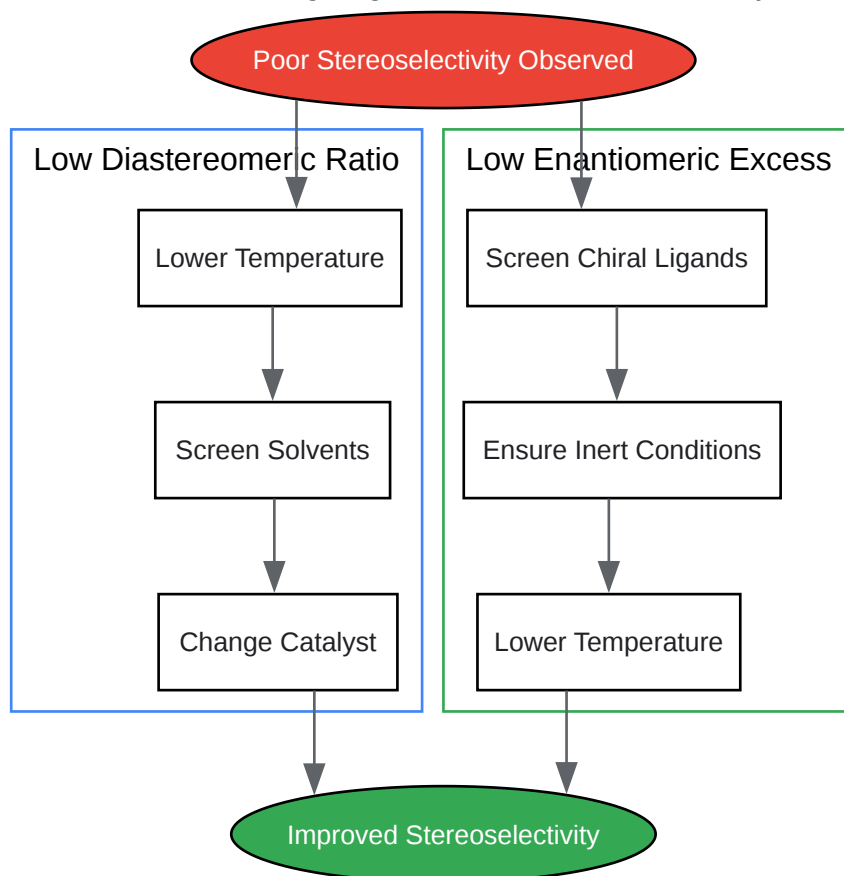 Poor Stereoselectivity Observed
Low Diastereomeric Ratio
Lower Temperature
Screen Solvents
Change Catalyst
Low Enantiomeric Excess
Screen Chiral Ligands
Ensure Inert Conditions
Lower Temperature
Improved Stereoselectivity